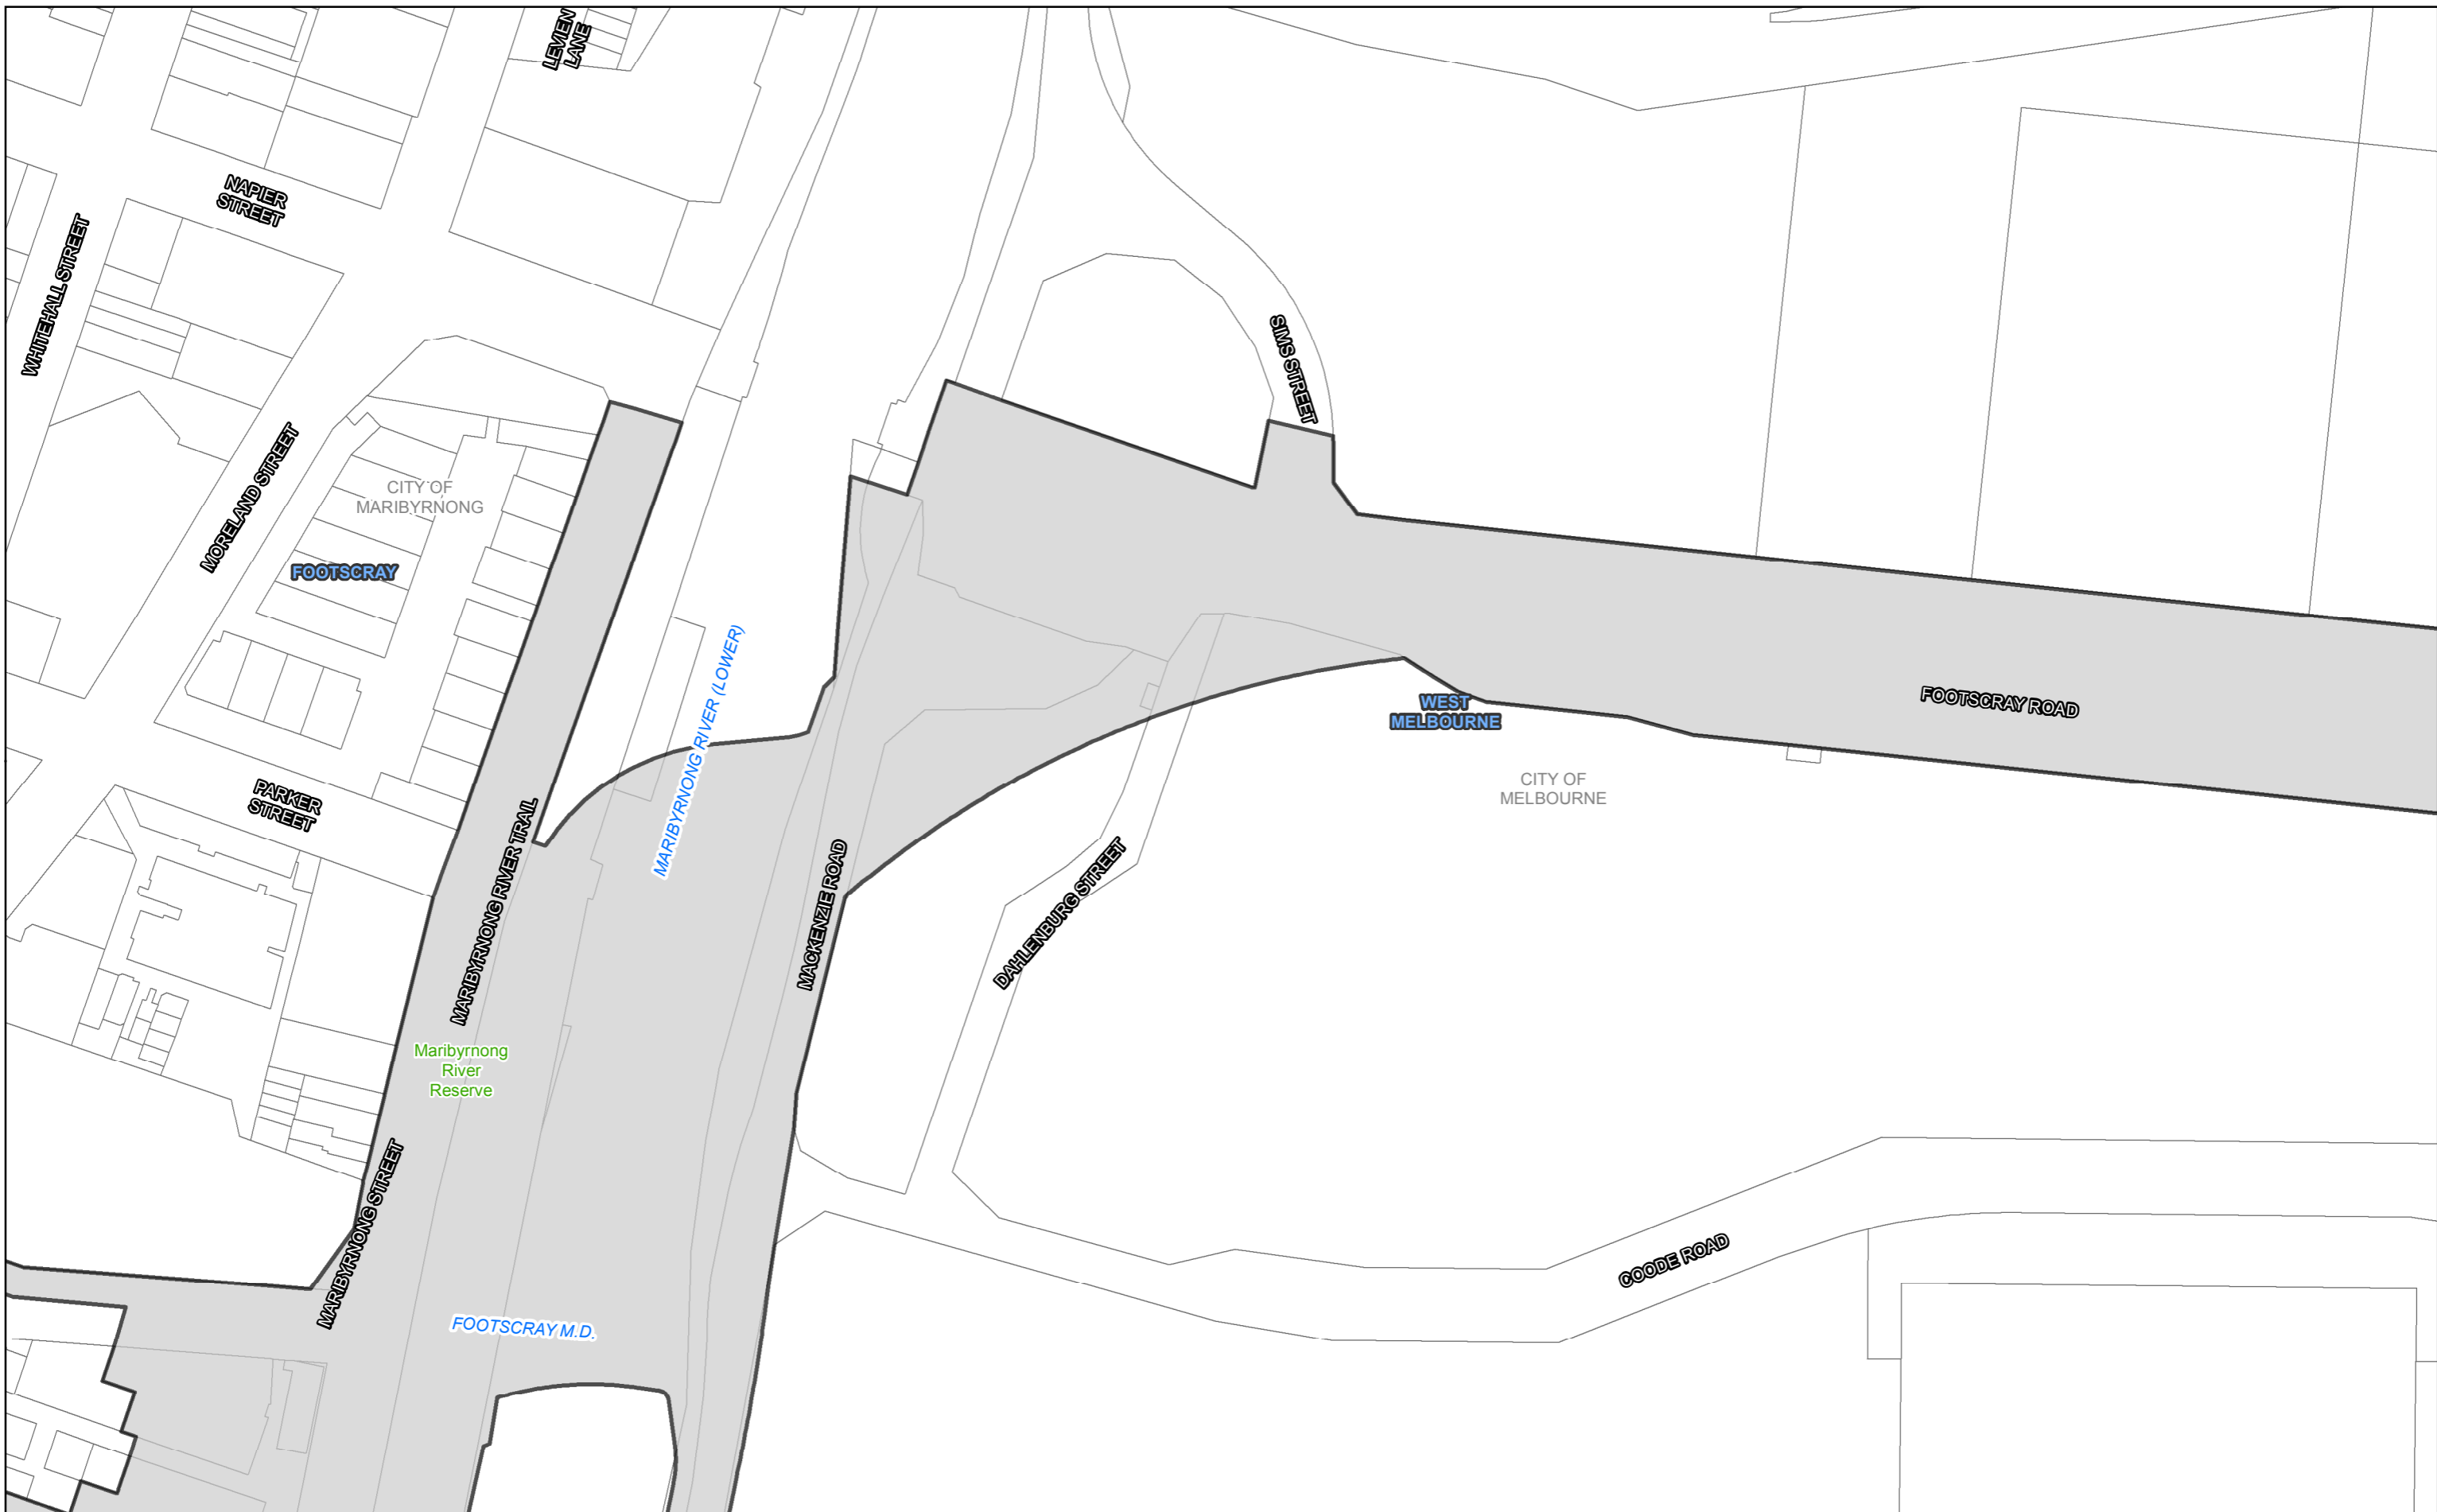 LEVIEN
LANE
NAPIER
STREET
WHITEHALL STREET
SIMS STREET
MORELAND STREET
CITY OF
MARIBYRNONG
FOOTSCRAY
MARIBYRNONG RIVER (LOWER)
WEST
MELBOURNE
FOOTSCRAY ROAD
CITY OF
MELBOURNE
PARKER
STREET
MARIBYRNONG RIVER TRAIL
MACKENZIE ROAD
DAHLENBURG STREET
Maribyrnong
River
Reserve
MARIBYRNONG STREET
COODE ROAD
FOOTSCRAY M.D.